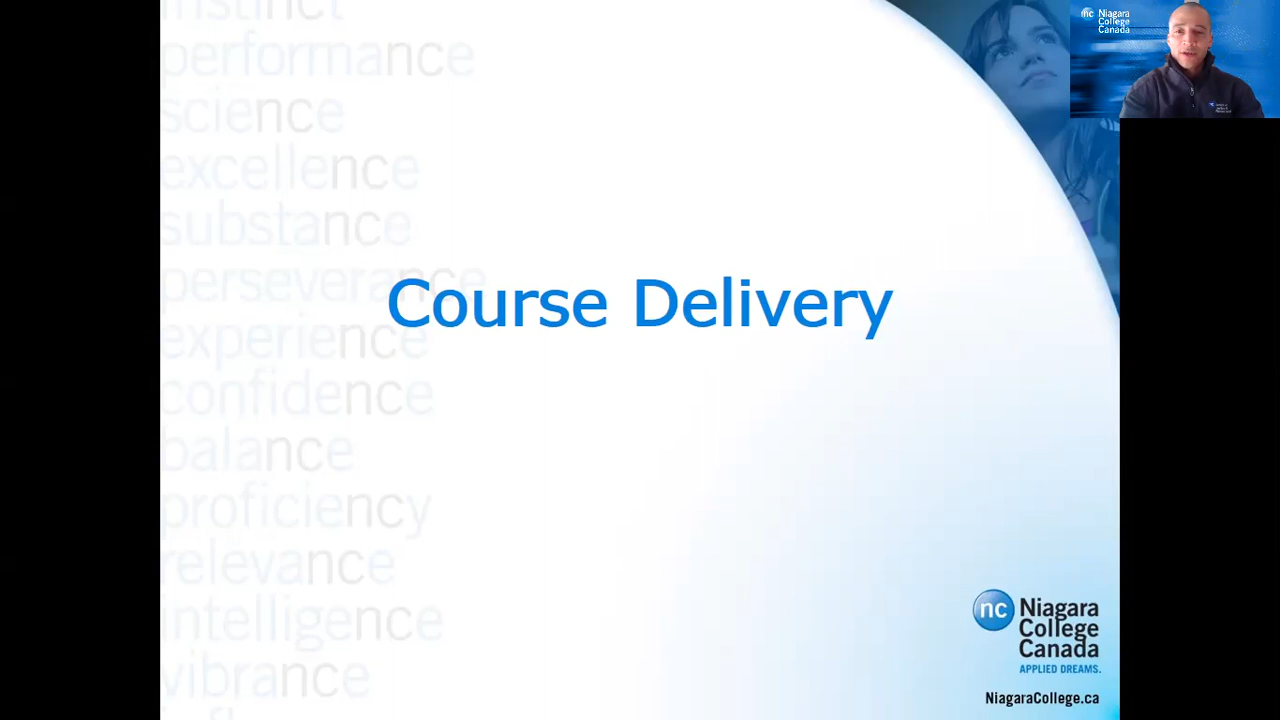 instinct
performance
science
excellence
substance
perseverance
experience
confidence
balance
proficiency
relevance
intelligence
vibrance
Course Delivery
nc Niagara
College
Canada
nc Niagara
College
Canada
APPLIED DREAMS.
NiagaraCollege.ca